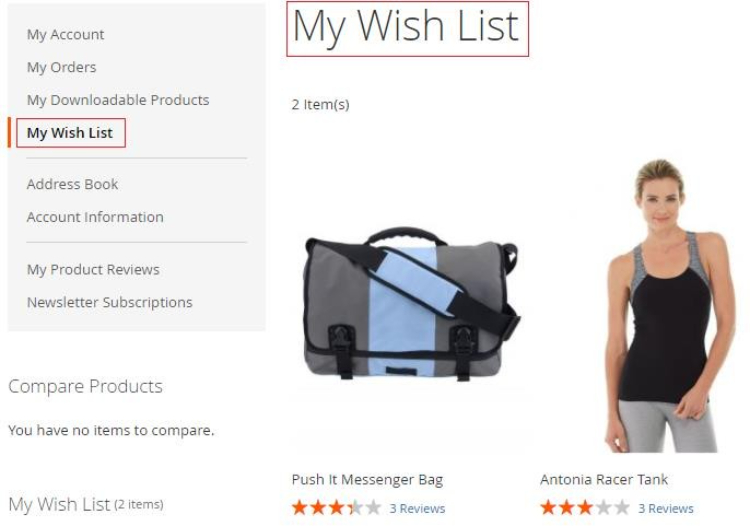 My Account
My Orders
My Downloadable Products
My Wish List
Address Book
Account Information
My Product Reviews
Newsletter Subscriptions
Compare Products
You have no items to compare.
My Wish List (2 items)
My Wish List
2 Item(s)
Push It Messenger Bag
3 Reviews
Antonia Racer Tank
3 Reviews